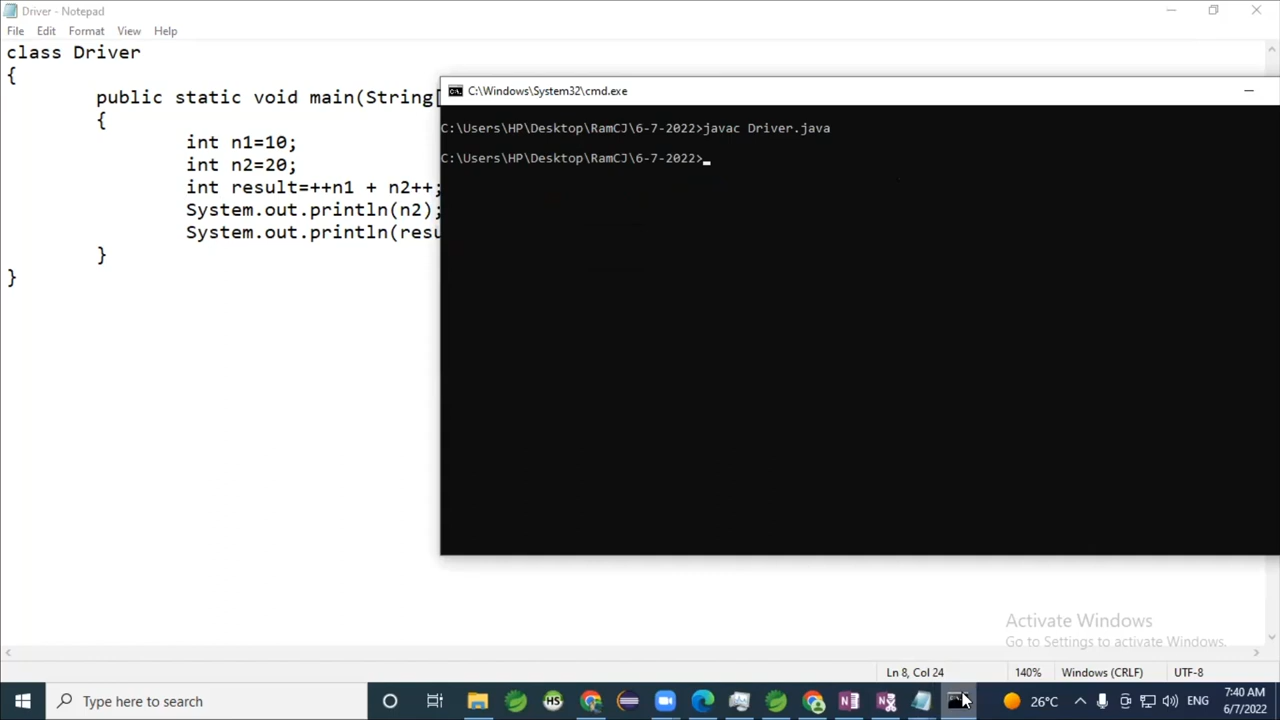 Driver - Notepad
File Edit Format View Help
class Driver
{
public static void main(String[
{
int n1=10;
int n2=20;
int result=++n1 + n2++;
System.out.println(n2);
System.out.println(resu
}
}
C:\Windows\System32\cmd.exe
C:\Users\HP\Desktop\RamCJ\6-7-2022>javac Driver.java
C:\Users\HP\Desktop\RamCJ\6-7-2022>
Activate Windows
Go to Settings to activate Windows.
Ln 8, Col 24 140% Windows (CRLF) UTF-8
Type here to search
HS
26°C ENG 7:40 AM
6/7/2022